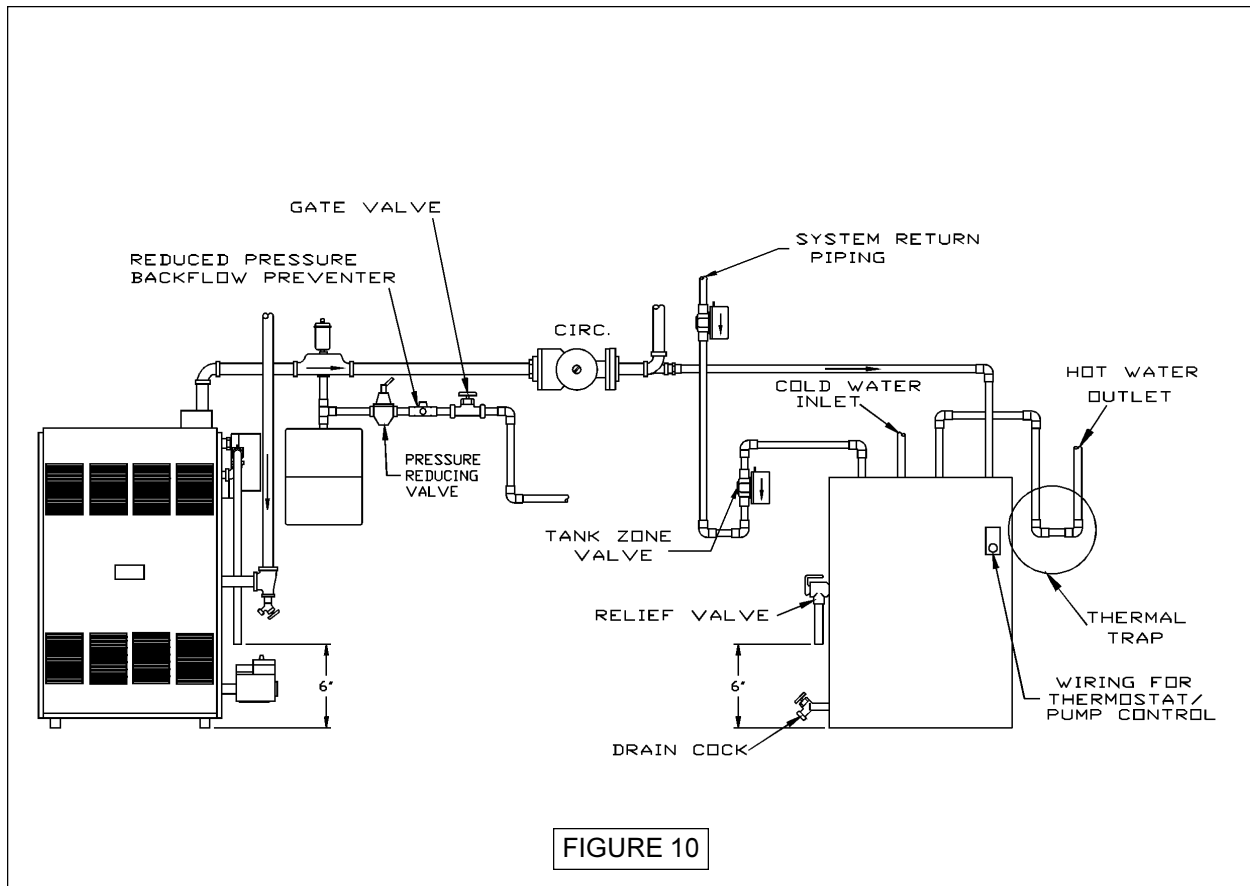 GATE VALVE
SYSTEM RETURN
PIPING
REDUCED PRESSURE
BACKFLOW PREVENTER
CIRC.
COLD WATER
INLET
HOT WATER
OUTLET
PRESSURE
REDUCING
VALVE
TANK ZONE
VALVE
RELIEF VALVE
THERMAL
TRAP
6"
6"
WIRING FOR
THERMOSTAT/
PUMP CONTROL
DRAIN COCK
FIGURE 10